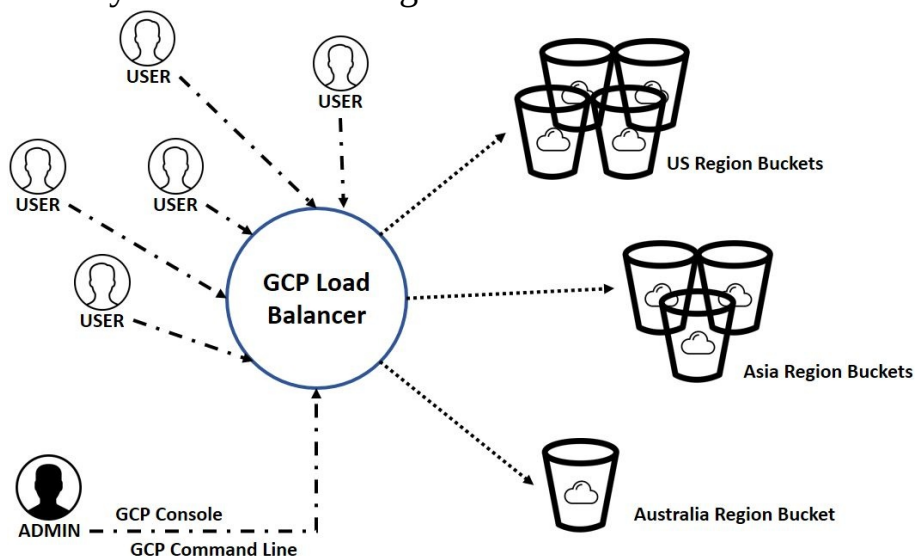 USER
USER
USER
USER
USER
GCP Load
Balancer
US Region Buckets
Asia Region Buckets
Australia Region Bucket
ADMIN
GCP Console
GCP Command Line